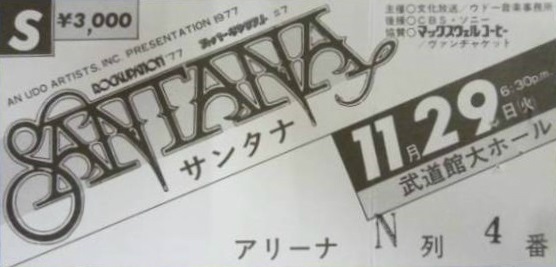 S ¥3,000
主催○文化放送/ウドー音楽事務所
後援○CBS・ソニー
協賛○マックスウェルコーヒー
/ヴァンヂャケット
AN UDO ARTISTS, INC. PRESENTATION 1977
ROCKUPATION '77
SANTANA
サンタナ
11月29日(火) 6:30p.m.
武道館大ホール
アリーナ N列 4番